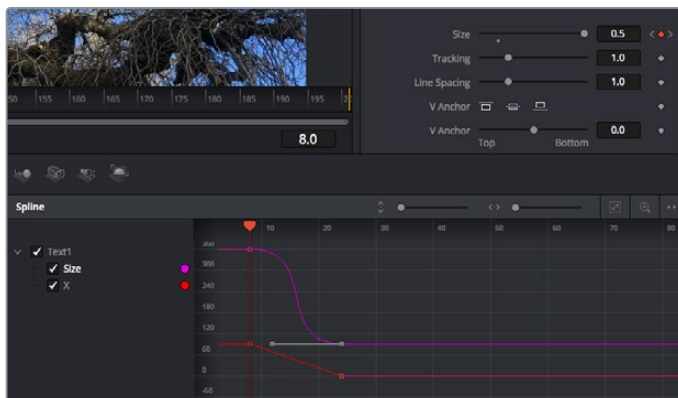 Size 0.5
Tracking 1.0
Line Spacing 1.0
V Anchor
V Anchor 0.0
Top Bottom
50 155 160 165 170 175 180 185 190 195
8.0
Spline
10 20 30 40 50 60 70 80
Text1
Size
X
300
240
180
120
60
0
-60